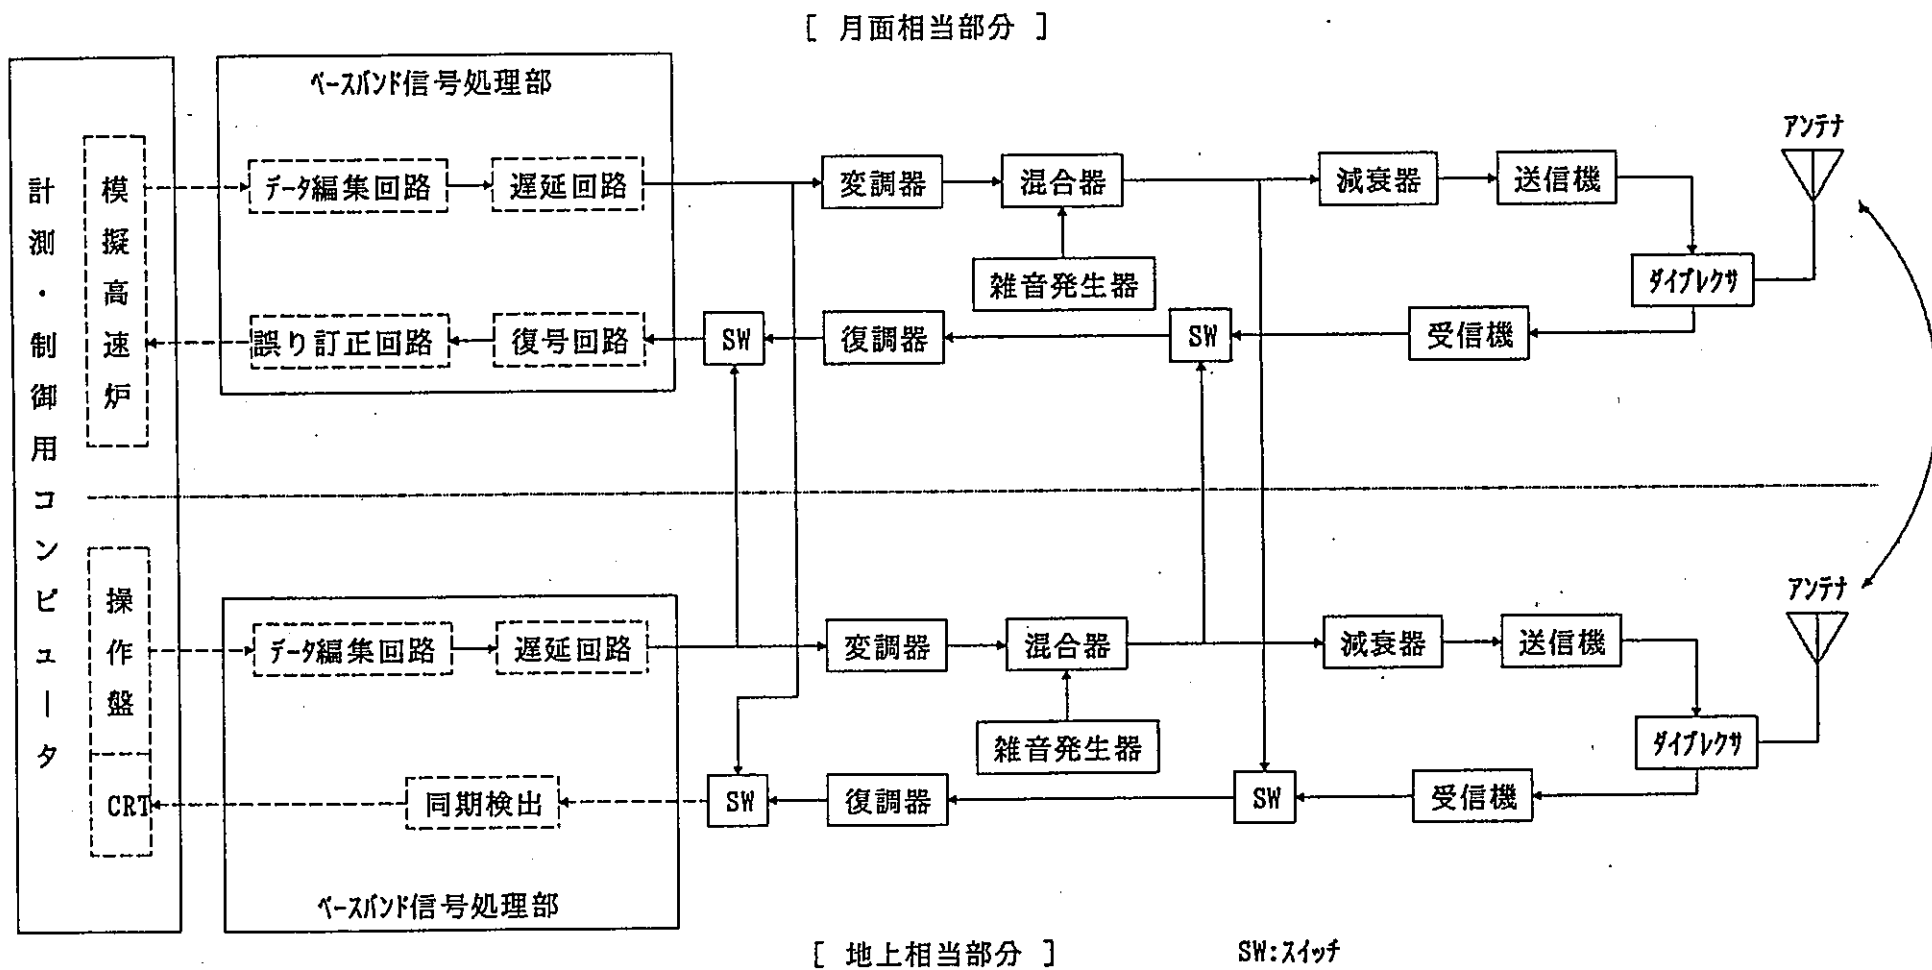 [ 月面相当部分 ]
計測・制御用コンピュータ
模擬高速炉
ベースバンド信号処理部
データ編集回路
遅延回路
変調器
混合器
減衰器
送信機
アンテナ
雑音発生器
ダイプレクサ
誤り訂正回路
復号回路
SW
復調器
SW
受信機
操作盤
CRT
データ編集回路
遅延回路
変調器
混合器
減衰器
送信機
アンテナ
雑音発生器
ダイプレクサ
同期検出
SW
復調器
SW
受信機
ベースバンド信号処理部
[ 地上相当部分 ]
SW:スイッチ